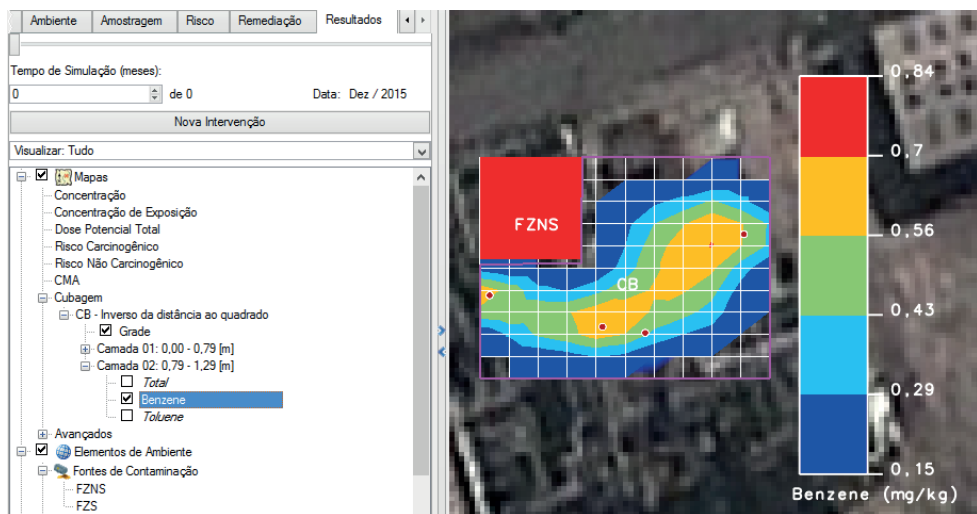 Ambiente Amostragem Risco Remediação Resultados
Tempo de Simulação (meses):
0 de 0 Data: Dez / 2015
Nova Intervenção
Visualizar: Tudo
Mapas
Concentração
Concentração de Exposição
Dose Potencial Total
Risco Carcinogênico
Risco Não Carcinogênico
CMA
Cubagem
CB - Inverso da distância ao quadrado
Grade
Camada 01: 0,00 - 0,79 [m]
Camada 02: 0,79 - 1,29 [m]
Total
Benzene
Toluene
Avançados
Elementos de Ambiente
Fontes de Contaminação
FZNS
FZS
FZNS
CB
0,84
0,7
0,56
0,43
0,29
0,15
Benzene (mg/kg)